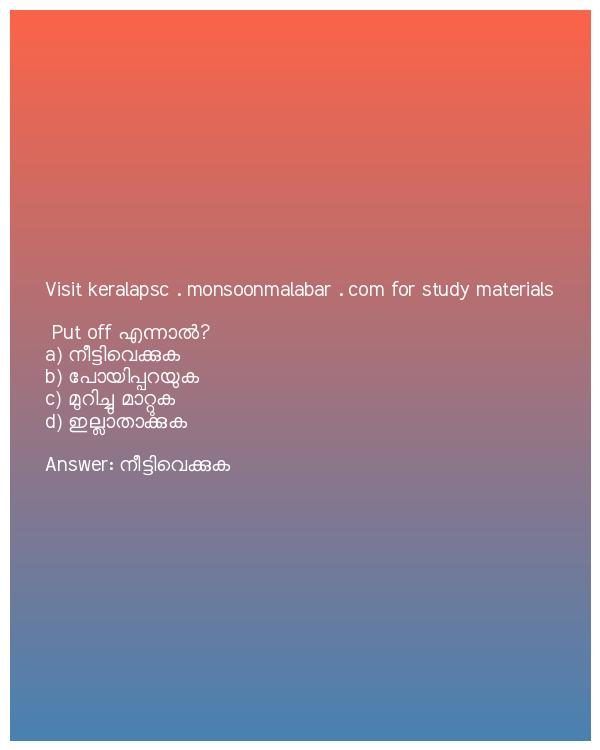 Visit keralapsc . monsoonmalabar . com for study materials
Put off എന്നാൽ?
a) നീട്ടിവെക്കുക
b) പോയിപ്പറയുക
c) മുറിച്ചു മാറ്റുക
d) ഇല്ലാതാക്കുക
Answer: നീട്ടിവെക്കുക